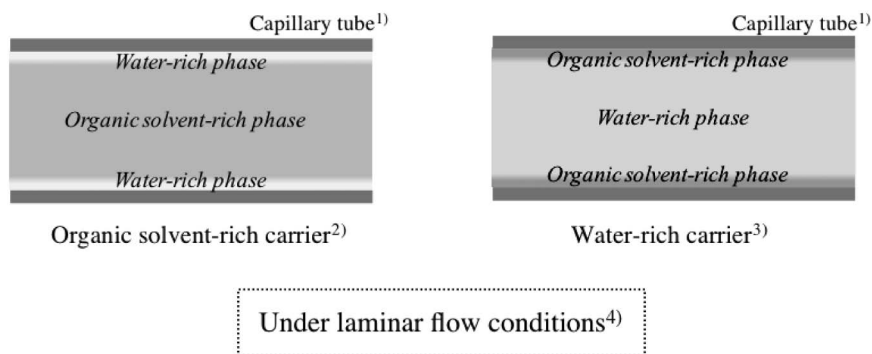 Capillary tube1)
Water-rich phase
Organic solvent-rich phase
Water-rich phase
Organic solvent-rich carrier2)
Capillary tube1)
Organic solvent-rich phase
Water-rich phase
Organic solvent-rich phase
Water-rich carrier3)
Under laminar flow conditions4)